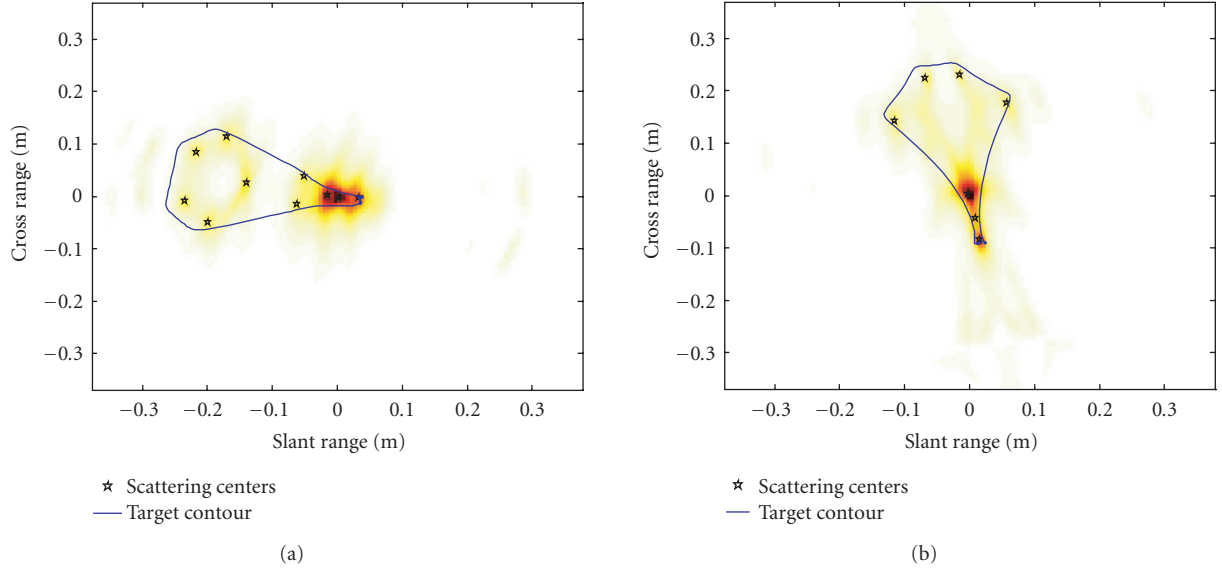 0.3
0.2
0.1
0
−0.1
−0.2
−0.3
Cross range (m)
−0.3 −0.2 −0.1 0 0.1 0.2 0.3
Slant range (m)
Scattering centers
Target contour
(a)
0.3
0.2
0.1
0
−0.1
−0.2
−0.3
Cross range (m)
−0.3 −0.2 −0.1 0 0.1 0.2 0.3
Slant range (m)
Scattering centers
Target contour
(b)